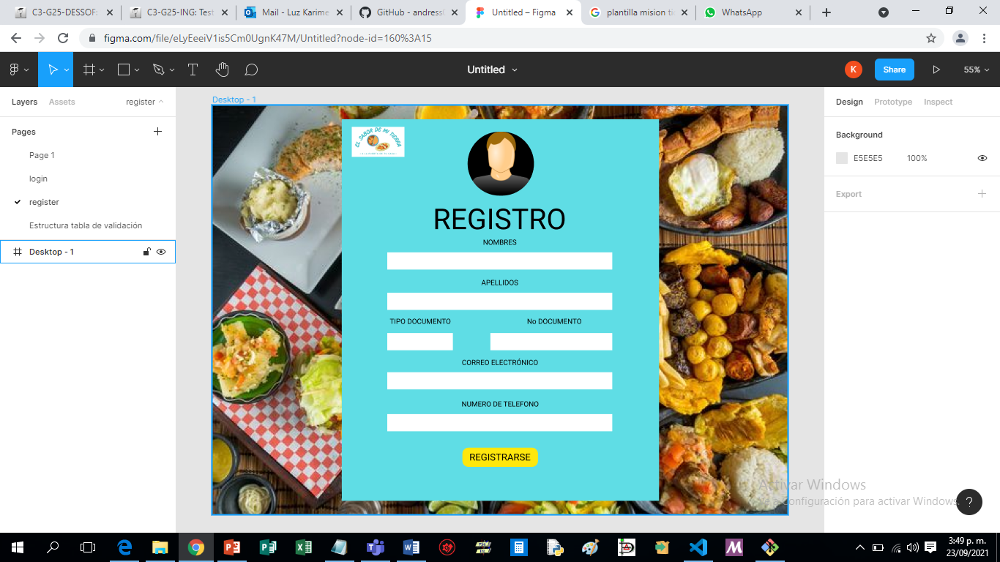 C3-G25-DESSOF:
C3-G25-ING: Test
Mail - Luz Karime
GitHub - andress
Untitled – Figma
plantilla mision ti
WhatsApp
figma.com/file/eLyEeeiV1is5Cm0UgnK47M/Untitled?node-id=160%3A15
Untitled
K
Share
55%
Layers
Assets
register
Design
Prototype
Inspect
Pages
Page 1
login
register
Estructura tabla de validación
Desktop - 1
Background
E5E5E5
100%
Export
Desktop - 1
EL SABOR DE MI TIERRA
REGISTRO
NOMBRES
APELLIDOS
TIPO DOCUMENTO
No DOCUMENTO
CORREO ELECTRÓNICO
NUMERO DE TELEFONO
REGISTRARSE
Activar Windows
Ve a Configuración para activar Windows.
?
3:49 p. m.
23/09/2021